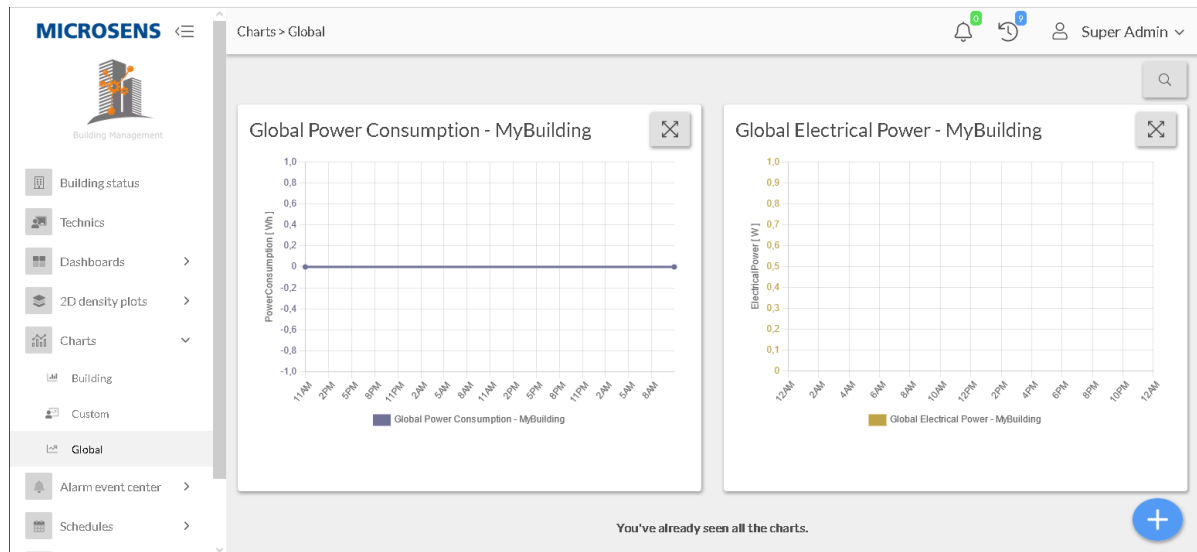 MICROSENS
Charts > Global
0
9
Super Admin
Building Management
Building status
Technics
Dashboards
2D density plots
Charts
Building
Custom
Global
Alarm event center
Schedules
Global Power Consumption - MyBuilding
PowerConsumption [ Wh ]
1,0
0,8
0,6
0,4
0,2
0
-0,2
-0,4
-0,6
-0,8
-1,0
11AM 2PM 5PM 8PM 11PM 2AM 5AM 8AM 11AM 2PM 5PM 8PM 11PM 2AM 5AM 8AM
Global Power Consumption - MyBuilding
Global Electrical Power - MyBuilding
ElectricalPower [ W ]
1,0
0,9
0,8
0,7
0,6
0,5
0,4
0,3
0,2
0,1
0
12AM 2AM 4AM 6AM 8AM 10AM 12PM 2PM 4PM 6PM 8PM 10PM 12AM
Global Electrical Power - MyBuilding
You've already seen all the charts.